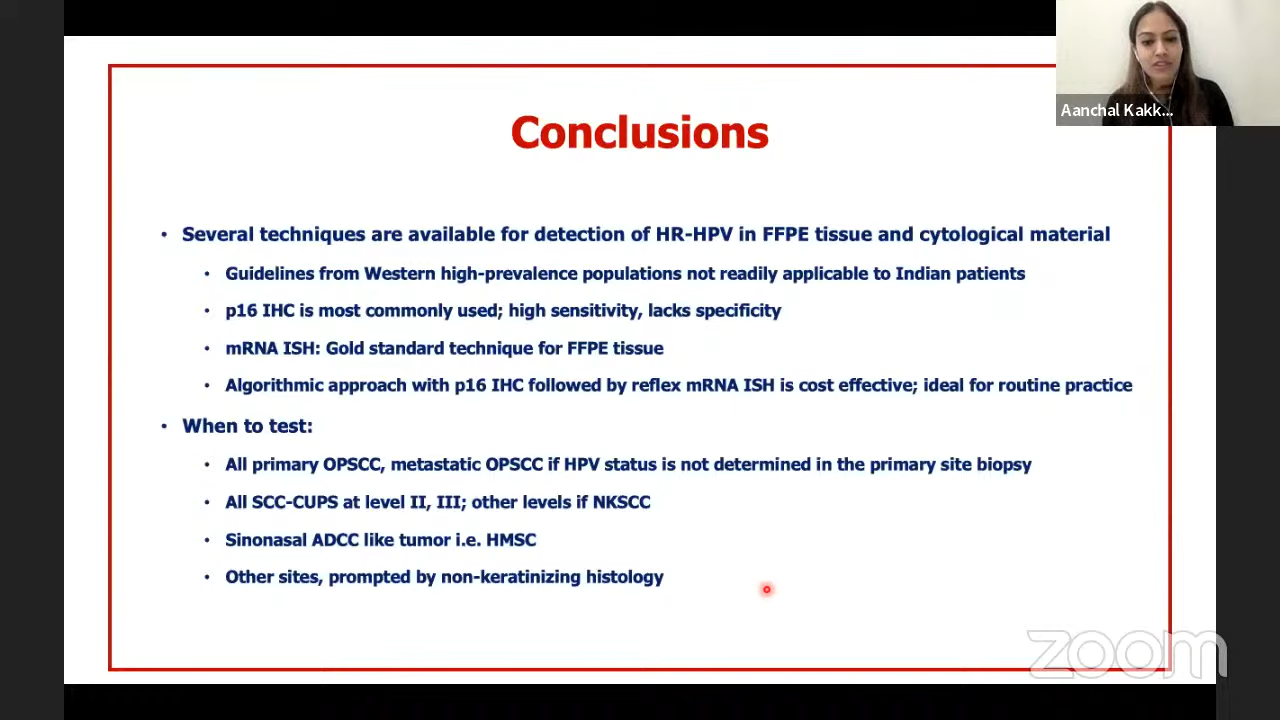 Aanchal Kakk...
Conclusions
• Several techniques are available for detection of HR-HPV in FFPE tissue and cytological material
• Guidelines from Western high-prevalence populations not readily applicable to Indian patients
• p16 IHC is most commonly used; high sensitivity, lacks specificity
• mRNA ISH: Gold standard technique for FFPE tissue
• Algorithmic approach with p16 IHC followed by reflex mRNA ISH is cost effective; ideal for routine practice
• When to test:
• All primary OPSCC, metastatic OPSCC if HPV status is not determined in the primary site biopsy
• All SCC-CUPS at level II, III; other levels if NKSCC
• Sinonasal ADCC like tumor i.e. HMSC
• Other sites, prompted by non-keratinizing histology
zoom